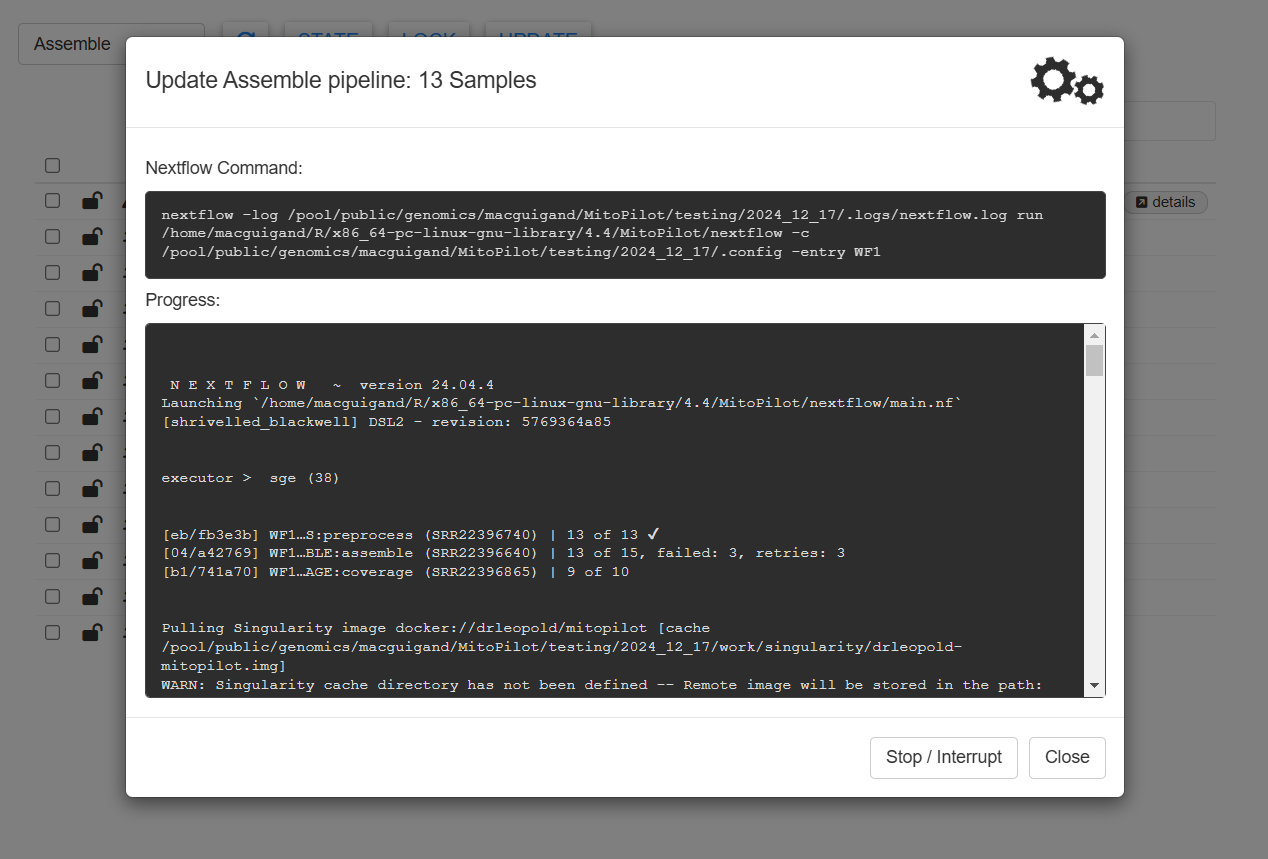 Assemble
STATE
LOCK
UPDATE
Update Assemble pipeline: 13 Samples
details
Nextflow Command:
nextflow -log /pool/public/genomics/macguigand/MitoPilot/testing/2024_12_17/.logs/nextflow.log run
/home/macguigand/R/x86_64-pc-linux-gnu-library/4.4/MitoPilot/nextflow -c
/pool/public/genomics/macguigand/MitoPilot/testing/2024_12_17/.config -entry WF1
Progress:
N E X T F L O W   ~  version 24.04.4
Launching `/home/macguigand/R/x86_64-pc-linux-gnu-library/4.4/MitoPilot/nextflow/main.nf`
[shrivelled_blackwell] DSL2 - revision: 5769364a85
executor >  sge (38)
[eb/fb3e3b] WF1…S:preprocess (SRR22396740) | 13 of 13 ✔
[04/a42769] WF1…BLE:assemble (SRR22396640) | 13 of 15, failed: 3, retries: 3
[b1/741a70] WF1…AGE:coverage (SRR22396865) | 9 of 10
Pulling Singularity image docker://drleopold/mitopilot [cache
/pool/public/genomics/macguigand/MitoPilot/testing/2024_12_17/work/singularity/drleopold-
mitopilot.img]
WARN: Singularity cache directory has not been defined -- Remote image will be stored in the path:
Stop / Interrupt
Close